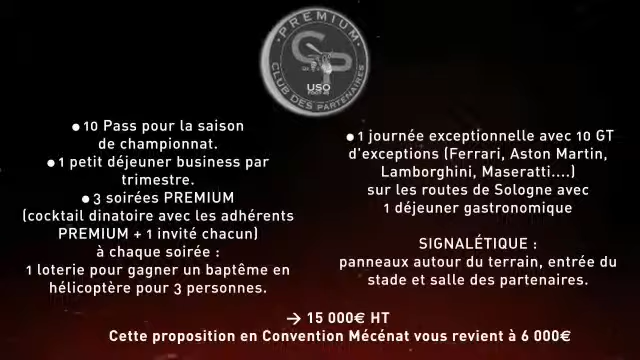 PREMIUM
USO
CLUB DES PARTENAIRES
● 10 Pass pour la saison
de championnat.
● 1 petit déjeuner business par
trimestre.
● 3 soirées PREMIUM
(cocktail dinatoire avec les adhérents
PREMIUM + 1 invité chacun)
à chaque soirée :
1 loterie pour gagner un baptême en
hélicoptère pour 3 personnes.
● 1 journée exceptionnelle avec 10 GT
d'exceptions (Ferrari, Aston Martin,
Lamborghini, Maseratti....)
sur les routes de Sologne avec
1 déjeuner gastronomique
SIGNALÉTIQUE :
panneaux autour du terrain, entrée du
stade et salle des partenaires.
→ 15 000€ HT
Cette proposition en Convention Mécénat vous revient à 6 000€